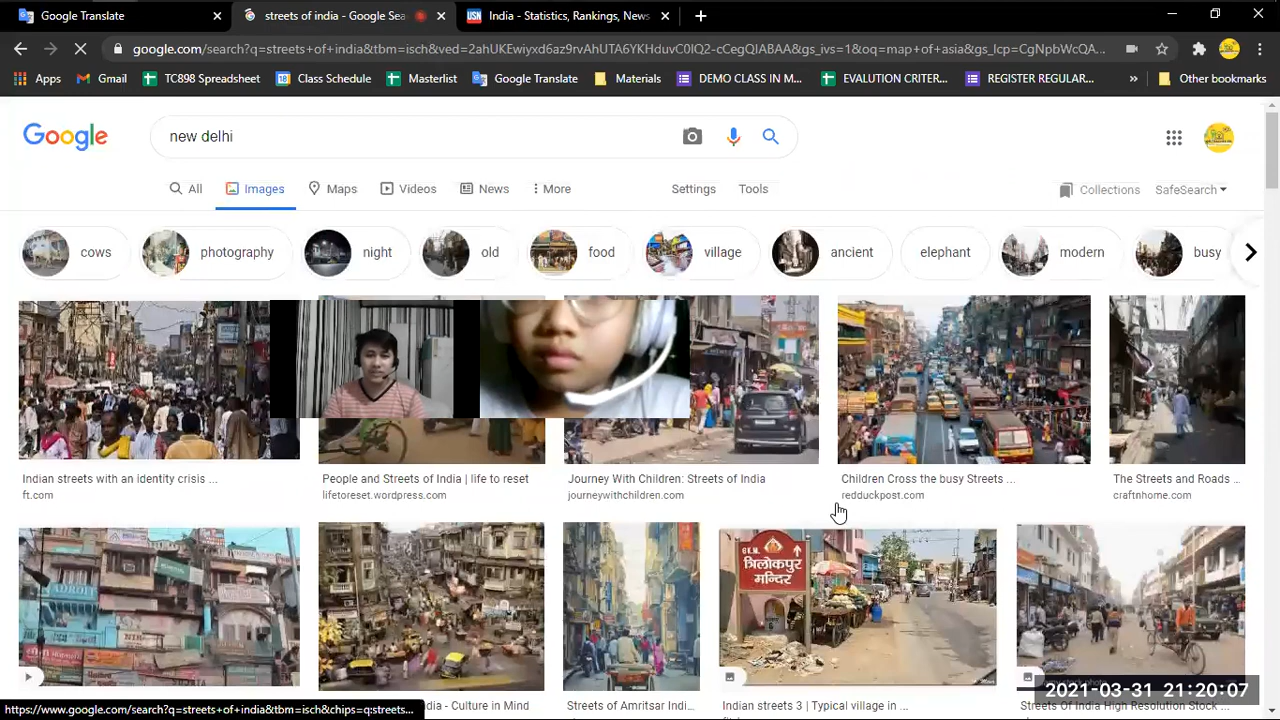 Google Translate
streets of india - Google Sea
India - Statistics, Rankings, News
google.com/search?q=streets+of+india&tbm=isch&ved=2ahUKEwiyxd6az9rvAhUTA6YKHduvC0IQ2-cCegQIABAA&gs_ivs=1&oq=map+of+asia&gs_lcp=CgNpbWcQA...
Apps
Gmail
TC898 Spreadsheet
Class Schedule
Masterlist
Google Translate
Materials
DEMO CLASS IN M...
EVALUTION CRITER...
REGISTER REGULAR...
Other bookmarks
Google
new delhi
All
Images
Maps
Videos
News
More
Settings
Tools
Collections
SafeSearch
cows
photography
night
old
food
village
ancient
elephant
modern
busy
Indian streets with an identity crisis ...
ft.com
People and Streets of India | life to reset
lifetoreset.wordpress.com
Journey With Children: Streets of India
journeywithchildren.com
Children Cross the busy Streets ...
redduckpost.com
The Streets and Roads ...
craftnhome.com
ADROIT
G.K.M.
त्रिलोकपुर
मन्दिर
India - Culture in Mind
Streets of Amritsar Indi...
Indian streets 3 | Typical village in ...
Streets Of India High Resolution Stock ...
https://www.google.com/search?q=streets+of+india&tbm=isch&chips=q:streets...
2021-03-31 21:20:07